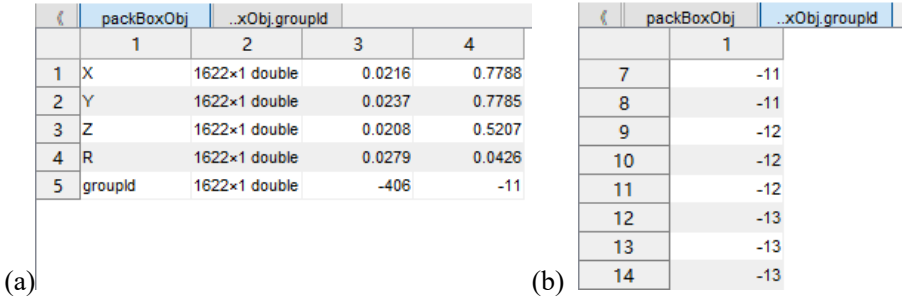 packBoxObj ..xObj.groupId
1 2 3 4
1 X 1622×1 double 0.0216 0.7788
2 Y 1622×1 double 0.0237 0.7785
3 Z 1622×1 double 0.0208 0.5207
4 R 1622×1 double 0.0279 0.0426
5 groupId 1622×1 double -406 -11
(a)
packBoxObj ..xObj.groupId
1
7 -11
8 -11
9 -12
10 -12
11 -12
12 -13
13 -13
14 -13
(b)